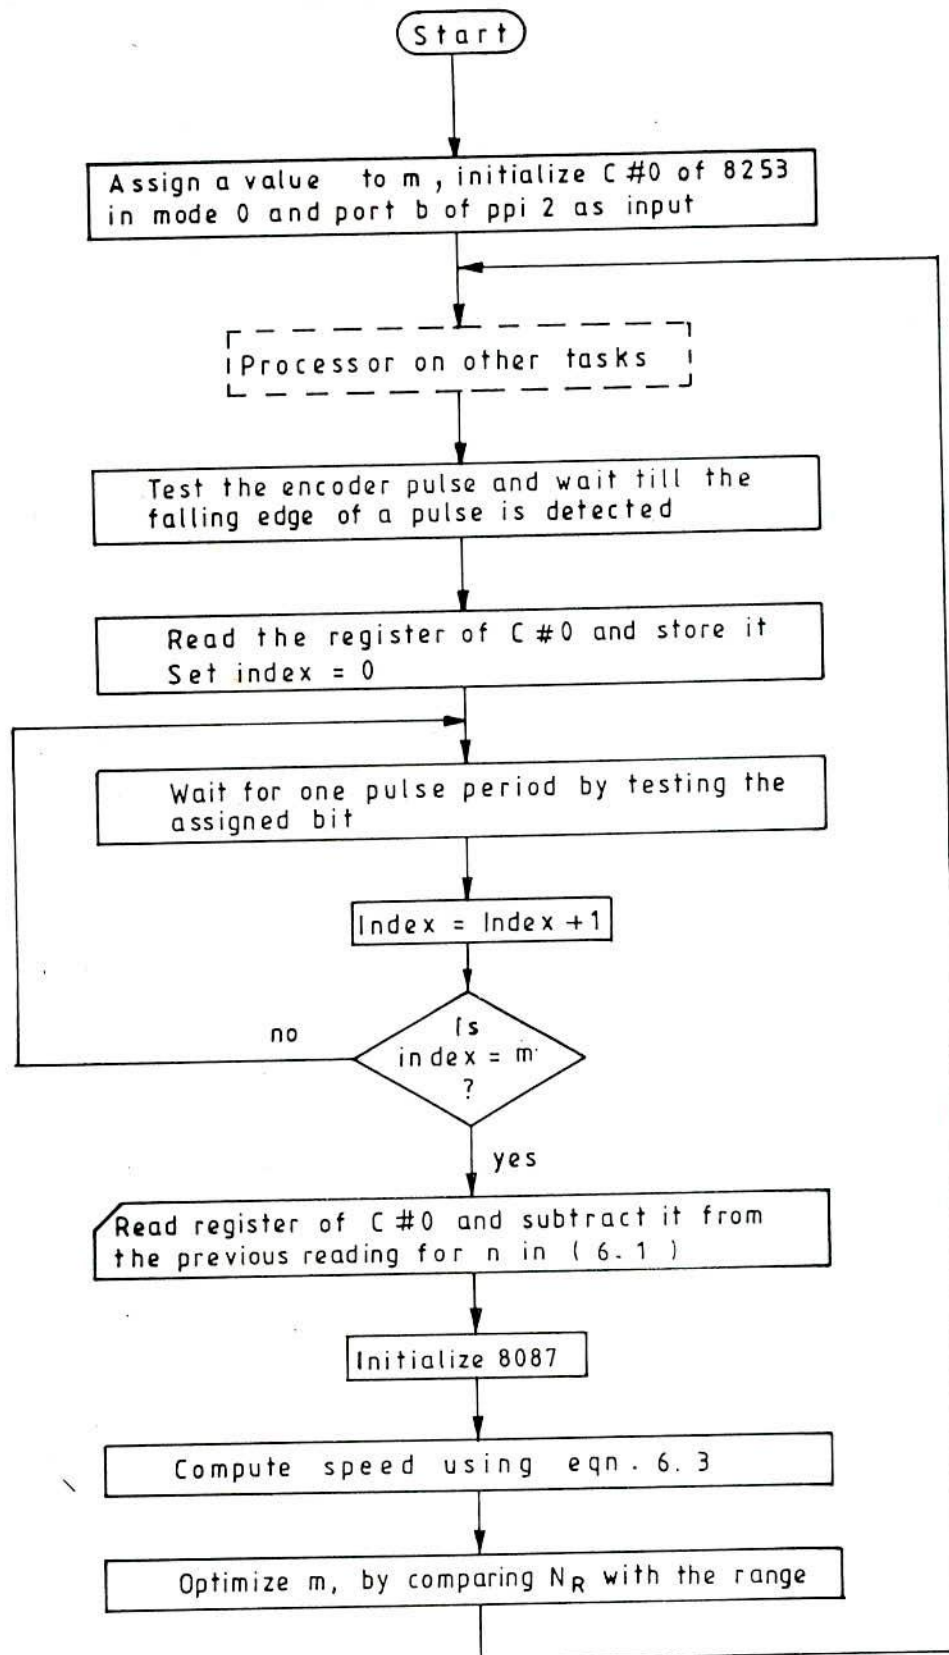 Start
Assign a value to m, initialize C#0 of 8253
in mode 0 and port b of ppi 2 as input
Processor on other tasks
Test the encoder pulse and wait till the
falling edge of a pulse is detected
Read the register of C#0 and store it
Set index = 0
Wait for one pulse period by testing the
assigned bit
Index = Index +1
Is
index = m
?
no
yes
Read register of C#0 and subtract it from
the previous reading for n in (6.1)
Initialize 8087
Compute speed using eqn. 6.3
Optimize m, by comparing NR with the range